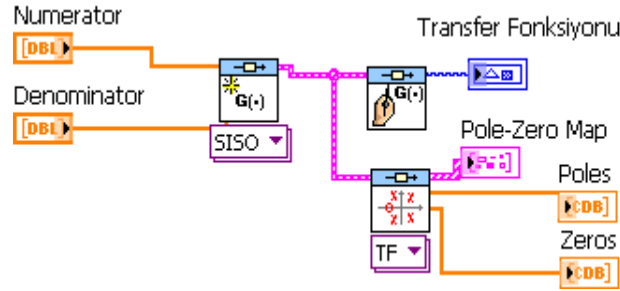 Numerator
Transfer Fonksiyonu
[DBL]
G(·)
G(·)
Denominator
[DBL]
SISO
Pole-Zero Map
Poles
[CDB]
TF
Zeros
[CDB]